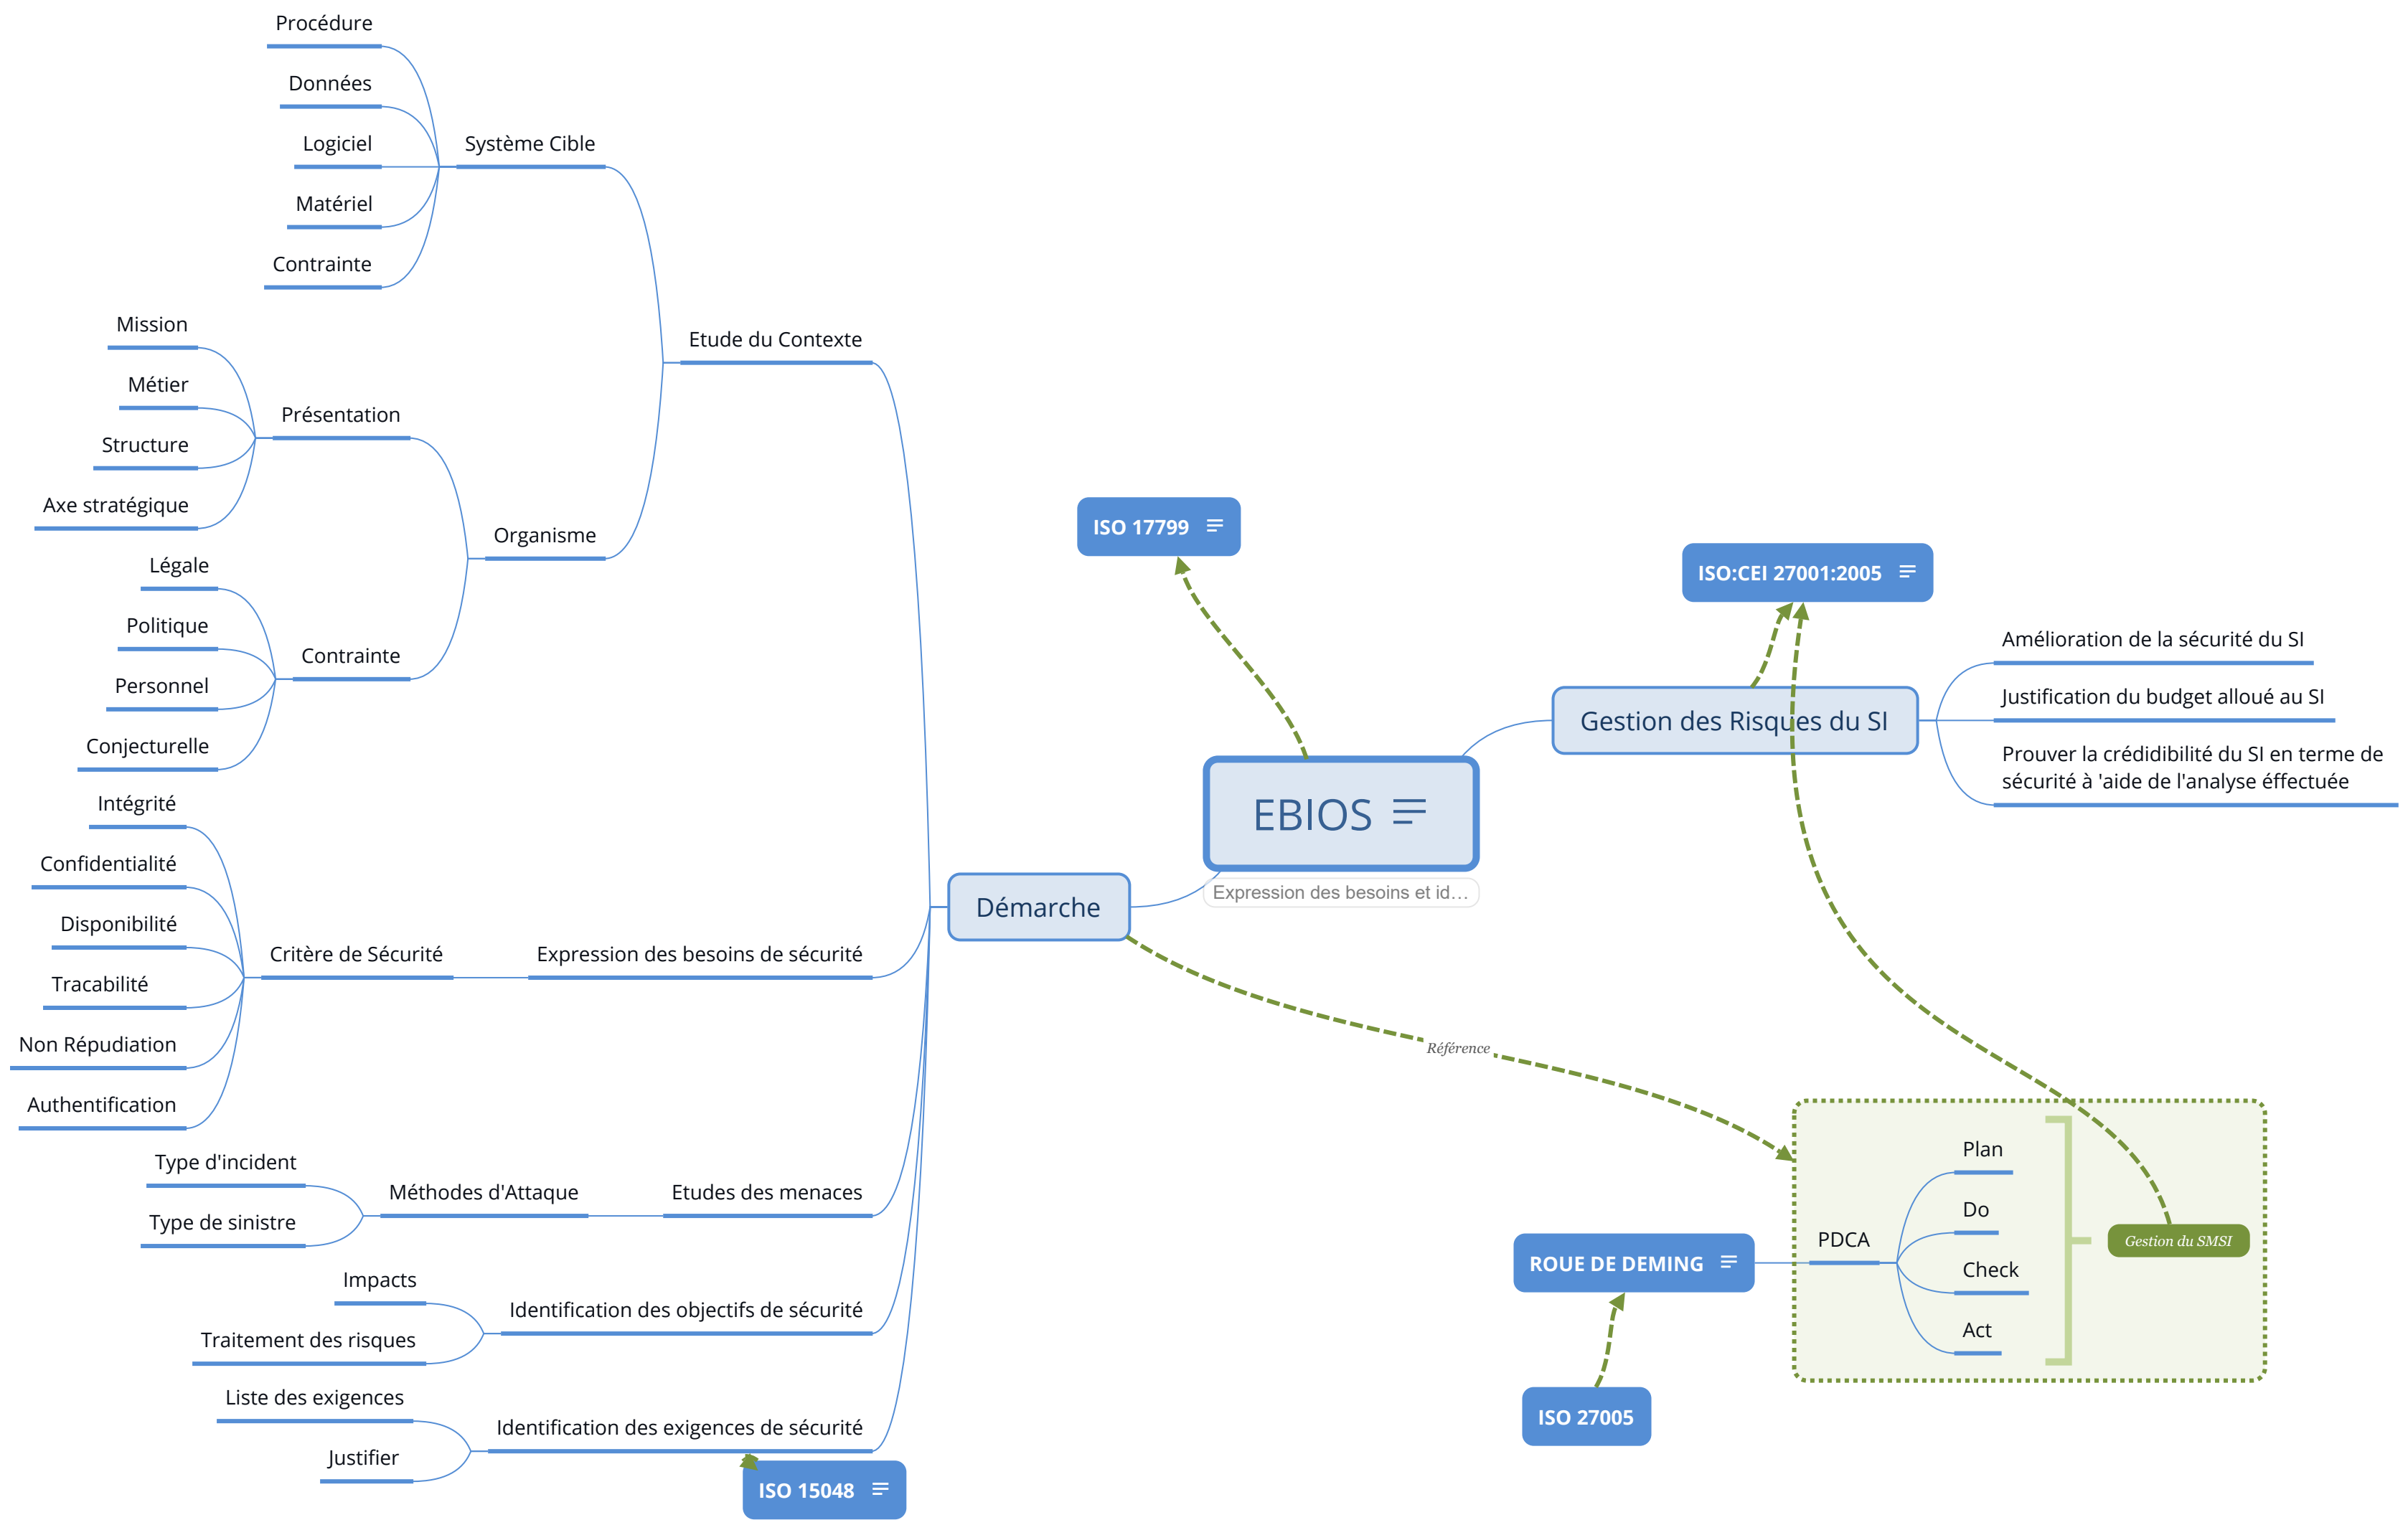 Procédure
Données
Logiciel
Matériel
Contrainte
Système Cible
Mission
Métier
Structure
Axe stratégique
Présentation
Légale
Politique
Personnel
Conjecturelle
Contrainte
Organisme
Etude du Contexte
Intégrité
Confidentialité
Disponibilité
Tracabilité
Non Répudiation
Authentification
Critère de Sécurité
Expression des besoins de sécurité
Type d'incident
Type de sinistre
Méthodes d'Attaque
Etudes des menaces
Impacts
Traitement des risques
Identification des objectifs de sécurité
Liste des exigences
Justifier
Identification des exigences de sécurité
ISO 15048
Démarche
ISO 17799
EBIOS
Expression des besoins et id...
Référence
ISO:CEI 27001:2005
Gestion des Risques du SI
Amélioration de la sécurité du SI
Justification du budget alloué au SI
Prouver la crédidibilité du SI en terme de
sécurité à 'aide de l'analyse éffectuée
ROUE DE DEMING
ISO 27005
PDCA
Plan
Do
Check
Act
Gestion du SMSI